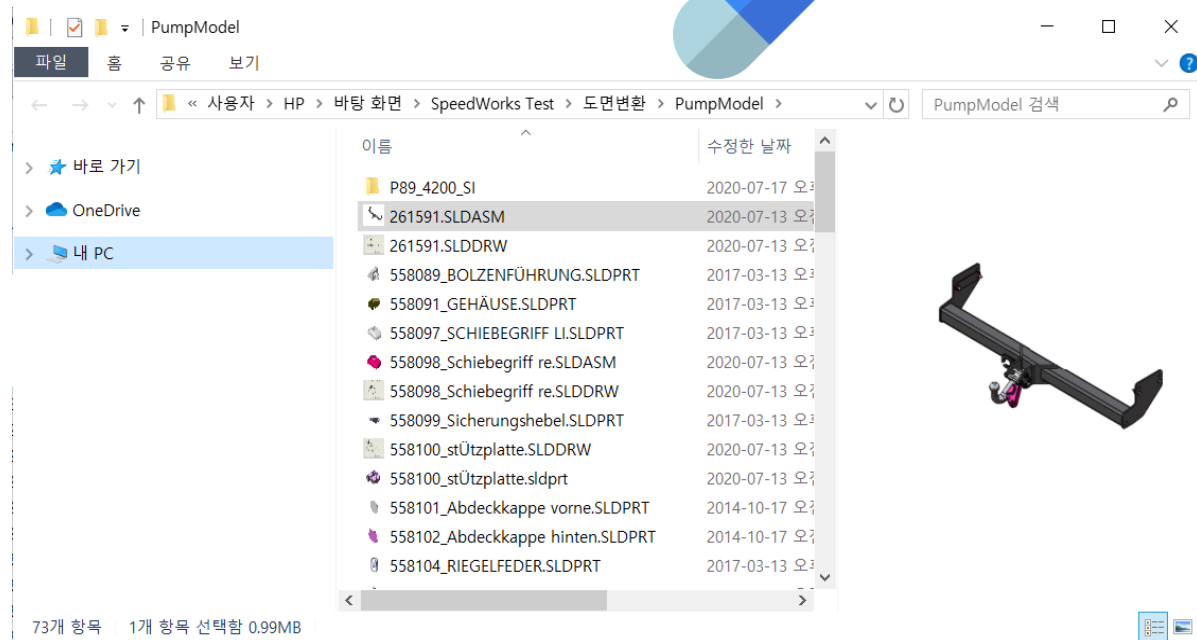 PumpModel
파일 홈 공유 보기
« 사용자 > HP > 바탕 화면 > SpeedWorks Test > 도면변환 > PumpModel >
PumpModel 검색
바로 가기
OneDrive
내 PC
이름 수정한 날짜
P89_4200_SI 2020-07-17
261591.SLDASM 2020-07-13
261591.SLDDRW 2020-07-13
558089_BOLZENFÜHRUNG.SLDPRT 2017-03-13
558091_GEHÄUSE.SLDPRT 2017-03-13
558097_SCHIEBEGRIFF LI.SLDPRT 2017-03-13
558098_Schiebegriff re.SLDASM 2020-07-13
558098_Schiebegriff re.SLDDRW 2020-07-13
558099_Sicherungshebel.SLDPRT 2017-03-13
558100_stÜtzplatte.SLDDRW 2020-07-13
558100_stÜtzplatte.sldprt 2020-07-13
558101_Abdeckkappe vorne.SLDPRT 2014-10-17
558102_Abdeckkappe hinten.SLDPRT 2014-10-17
558104_RIEGELFEDER.SLDPRT 2017-03-13
73개 항목 1개 항목 선택함 0.99MB